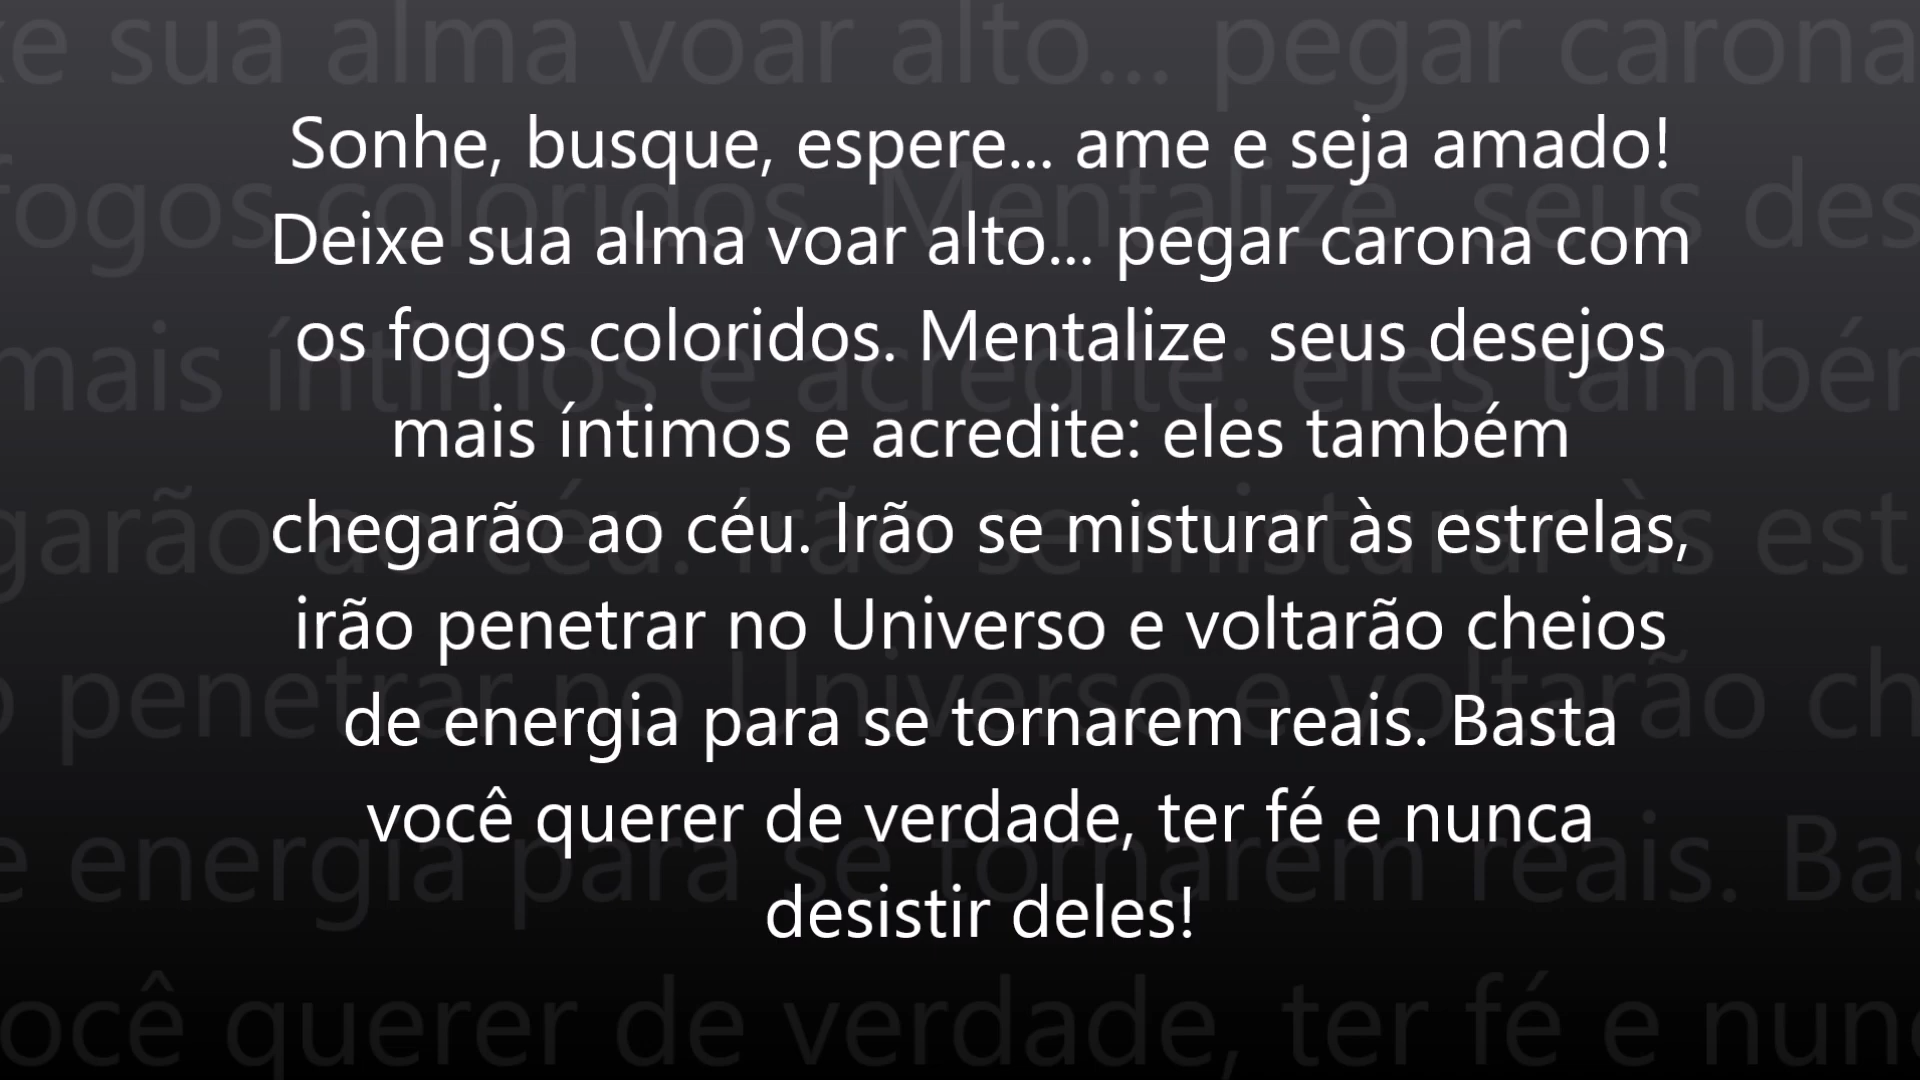 Sonhe, busque, espere... ame e seja amado!
Deixe sua alma voar alto... pegar carona com
os fogos coloridos. Mentalize  seus desejos
mais íntimos e acredite: eles também
chegarão ao céu. Irão se misturar às estrelas,
irão penetrar no Universo e voltarão cheios
de energia para se tornarem reais. Basta
você querer de verdade, ter fé e nunca
desistir deles!